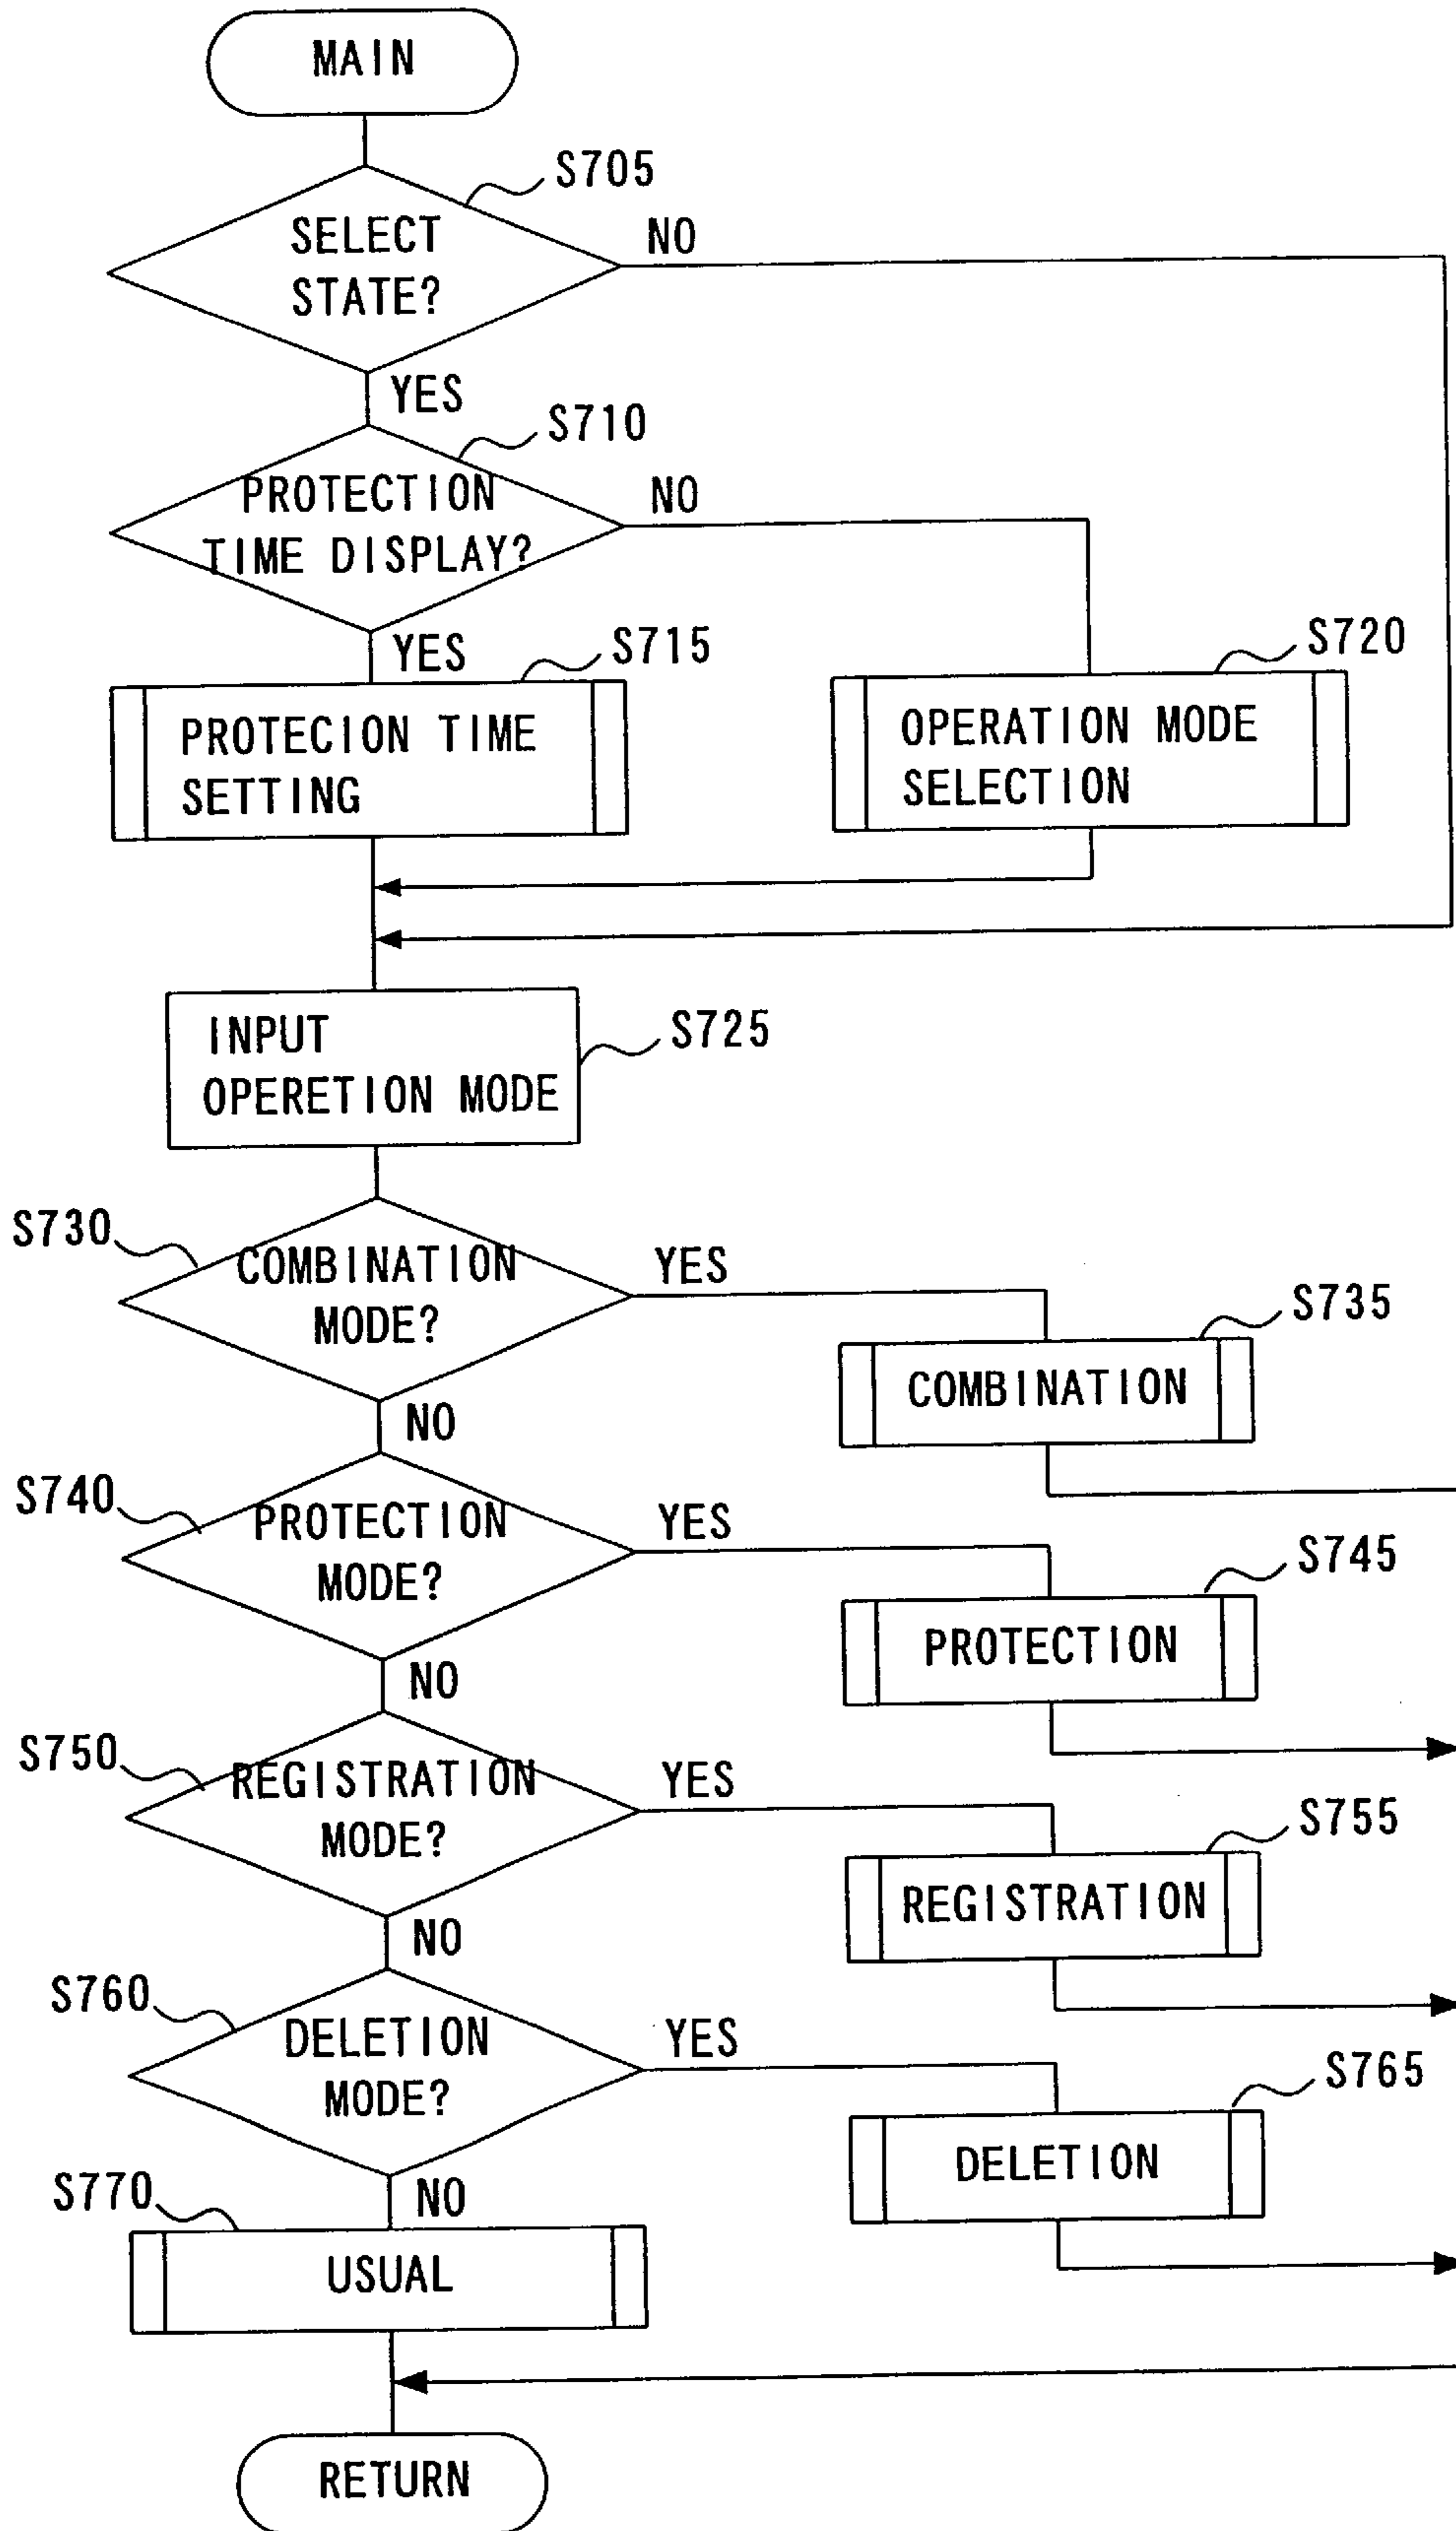 MAIN
S705
SELECT
STATE?
NO
YES
S710
PROTECTION
TIME DISPLAY?
NO
YES
S715
PROTECION TIME
SETTING
S720
OPERATION MODE
SELECTION
INPUT
OPERETION MODE
S725
S730
COMBINATION
MODE?
YES
S735
COMBINATION
NO
S740
PROTECTION
MODE?
YES
S745
PROTECTION
NO
S750
REGISTRATION
MODE?
YES
S755
REGISTRATION
NO
S760
DELETION
MODE?
YES
S765
DELETION
NO
S770
USUAL
RETURN